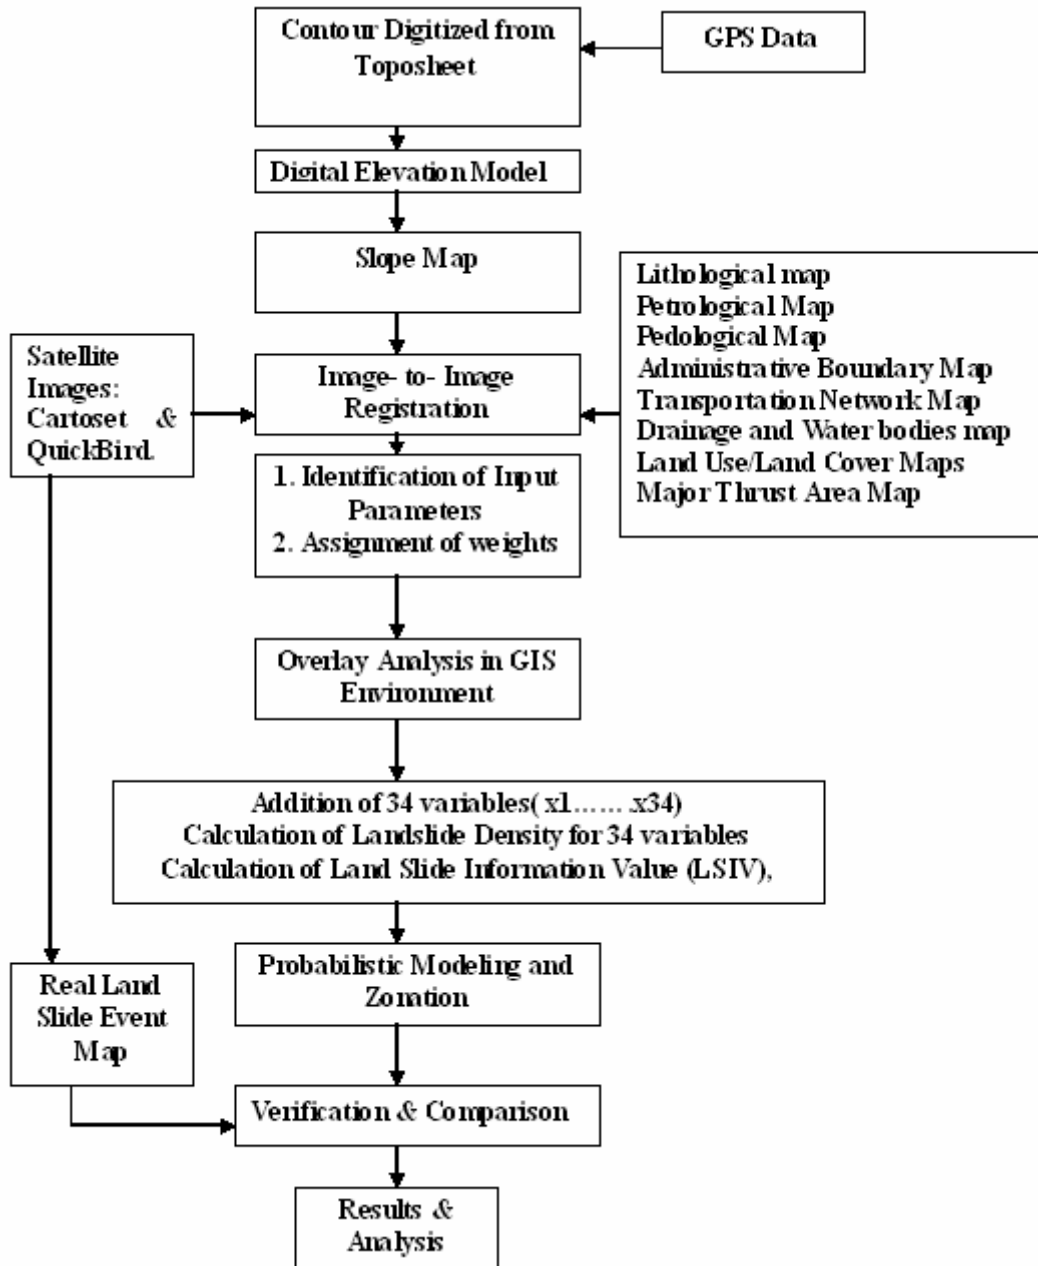 Contour Digitized from
Toposheet
GPS Data
Digital Elevation Model
Slope Map
Lithological map
Petrological Map
Pedological Map
Administrative Boundary Map
Transportation Network Map
Drainage and Water bodies map
Land Use/Land Cover Maps
Major Thrust Area Map
Satellite
Images:
Cartoset &
QuickBird.
Image- to- Image
Registration
1. Identification of Input
Parameters
2. Assignment of weights
Overlay Analysis in GIS
Environment
Addition of 34 variables( x1…… .x34)
Calculation of Landslide Density for 34 variables
Calculation of Land Slide Information Value (LSIV),
Probabilistic Modeling and
Zonation
Real Land
Slide Event
Map
Verification & Comparison
Results &
Analysis